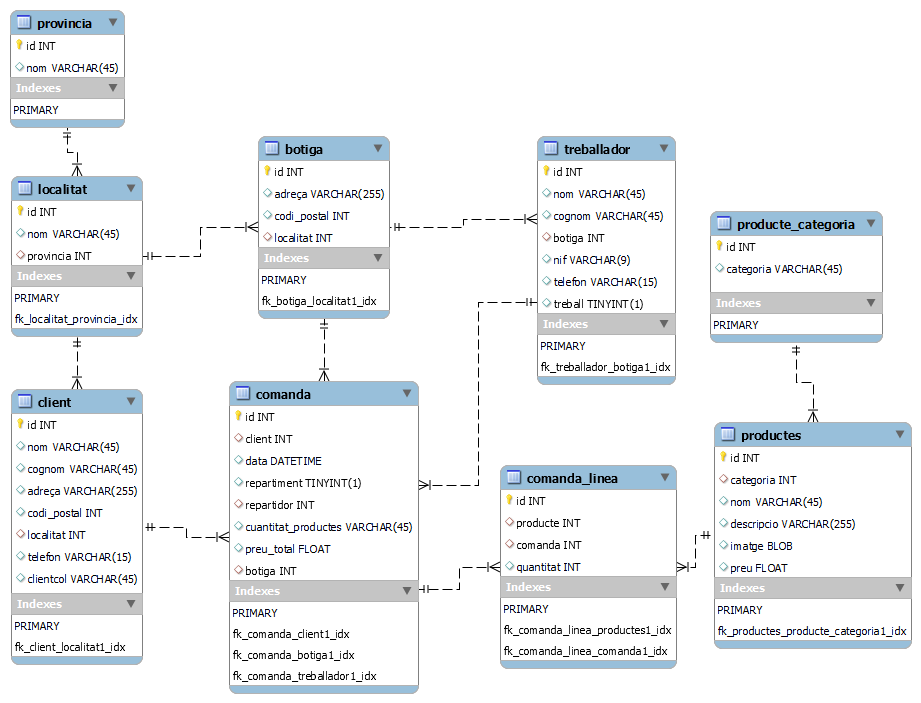 provincia
id INT
nom VARCHAR(45)
Indexes
PRIMARY
localitat
id INT
nom VARCHAR(45)
provincia INT
Indexes
PRIMARY
fk_localitat_provincia_idx
client
id INT
nom VARCHAR(45)
cognom VARCHAR(45)
adreça VARCHAR(255)
codi_postal INT
localitat INT
telefon VARCHAR(15)
clientcol VARCHAR(45)
Indexes
PRIMARY
fk_client_localitat1_idx
botiga
id INT
adreça VARCHAR(255)
codi_postal INT
localitat INT
Indexes
PRIMARY
fk_botiga_localitat1_idx
comanda
id INT
client INT
data DATETIME
repartiment TINYINT(1)
repartidor INT
cuantitat_productes VARCHAR(45)
preu_total FLOAT
botiga INT
Indexes
PRIMARY
fk_comanda_client1_idx
fk_comanda_botiga1_idx
fk_comanda_treballador1_idx
treballador
id INT
nom VARCHAR(45)
cognom VARCHAR(45)
botiga INT
nif VARCHAR(9)
telefon VARCHAR(15)
treball TINYINT(1)
Indexes
PRIMARY
fk_treballador_botiga1_idx
comanda_linea
id INT
producte INT
comanda INT
quantitat INT
Indexes
PRIMARY
fk_comanda_linea_productes1_idx
fk_comanda_linea_comanda1_idx
producte_categoria
id INT
categoria VARCHAR(45)
Indexes
PRIMARY
productes
id INT
categoria INT
nom VARCHAR(45)
descripcio VARCHAR(255)
imatge BLOB
preu FLOAT
Indexes
PRIMARY
fk_productes_producte_categoria1_idx